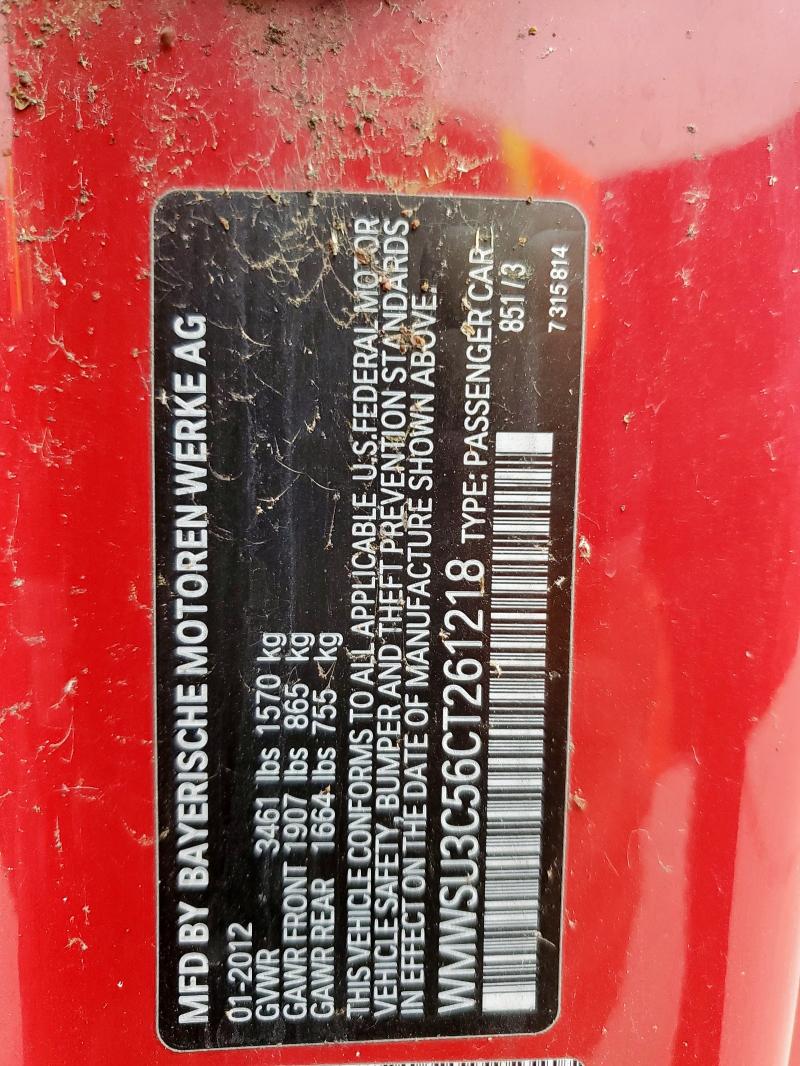 MFD BY BAYERISCHE MOTOREN WERKE AG
01-2012
GVWR 3461 lbs 1570 kg
GAWR FRONT 1907 lbs 865 kg
GAWR REAR 1664 lbs 755 kg
THIS VEHICLE CONFORMS TO ALL APPLICABLE U.S.FEDERAL MOTOR
VEHICLE SAFETY, BUMPER AND THEFT PREVENTION STANDARDS
IN EFFECT ON THE DATE OF MANUFACTURE SHOWN ABOVE.
WMWSU3C56CT261218 TYPE: PASSENGER CAR
851/3
7 315 814